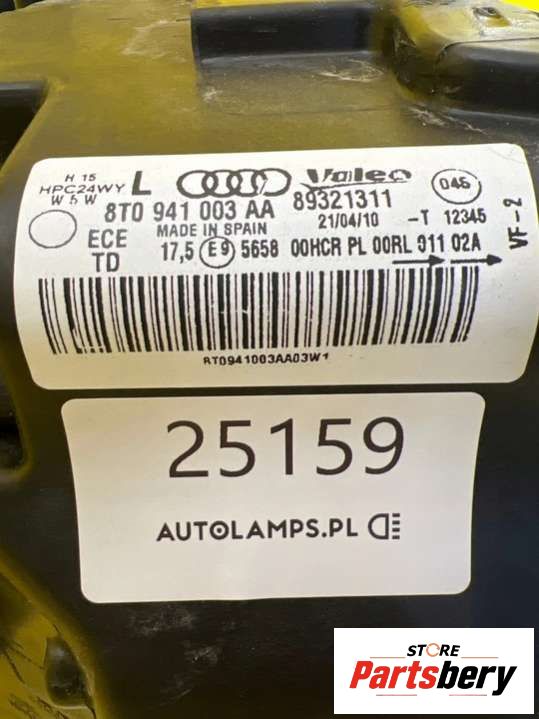 H 15
HPC24WY
W 5 W
L
Valeo
89321311
045
8T0 941 003 AA
MADE IN SPAIN
21/04/10 -T 12345
VF-2
ECE
TD
17,5 E9 5658 00HCR PL 00RL 011 02A
8T0941003AA03W1
25159
AUTOLAMPS.PL
STORE
Partsbery